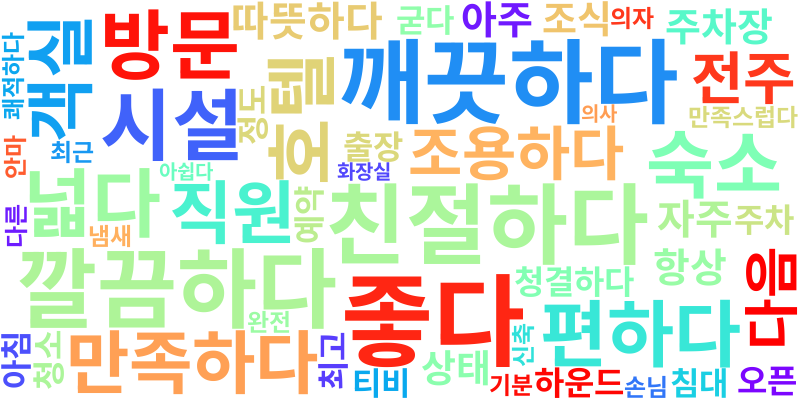 따뜻하다
굳다
아주
조식
의자
주차장
방문
쾌적하다
객실
호텔
깨끗하다
전주
시설
정도
의사
만족스럽다
안마
최근
출장
조용하다
숙소
아쉽다
화장실
넓다
직원
예약
친절하다
자주
주차
다른
냄새
깔끔하다
항상
다음
청결하다
좋다
편하다
완전
신축
아침
청소
만족하다
최고
티비
상태
기분
하운드
손님
침대
오픈